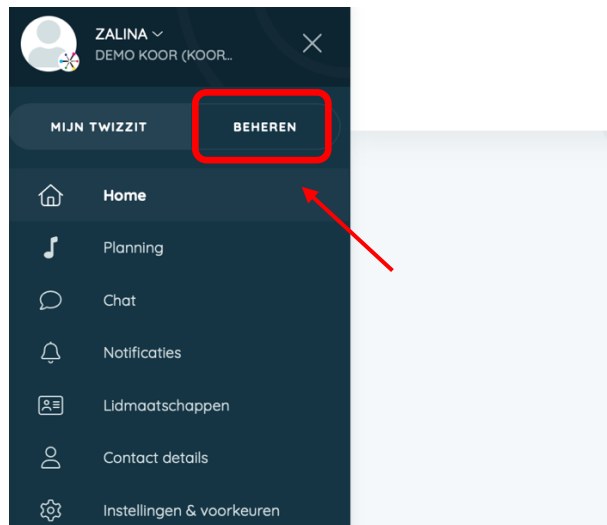 ZALINA
DEMO KOOR (KOOR..
MIJN TWIZZIT
BEHEREN
Home
Planning
Chat
Notificaties
Lidmaatschappen
Contact details
Instellingen & voorkeuren